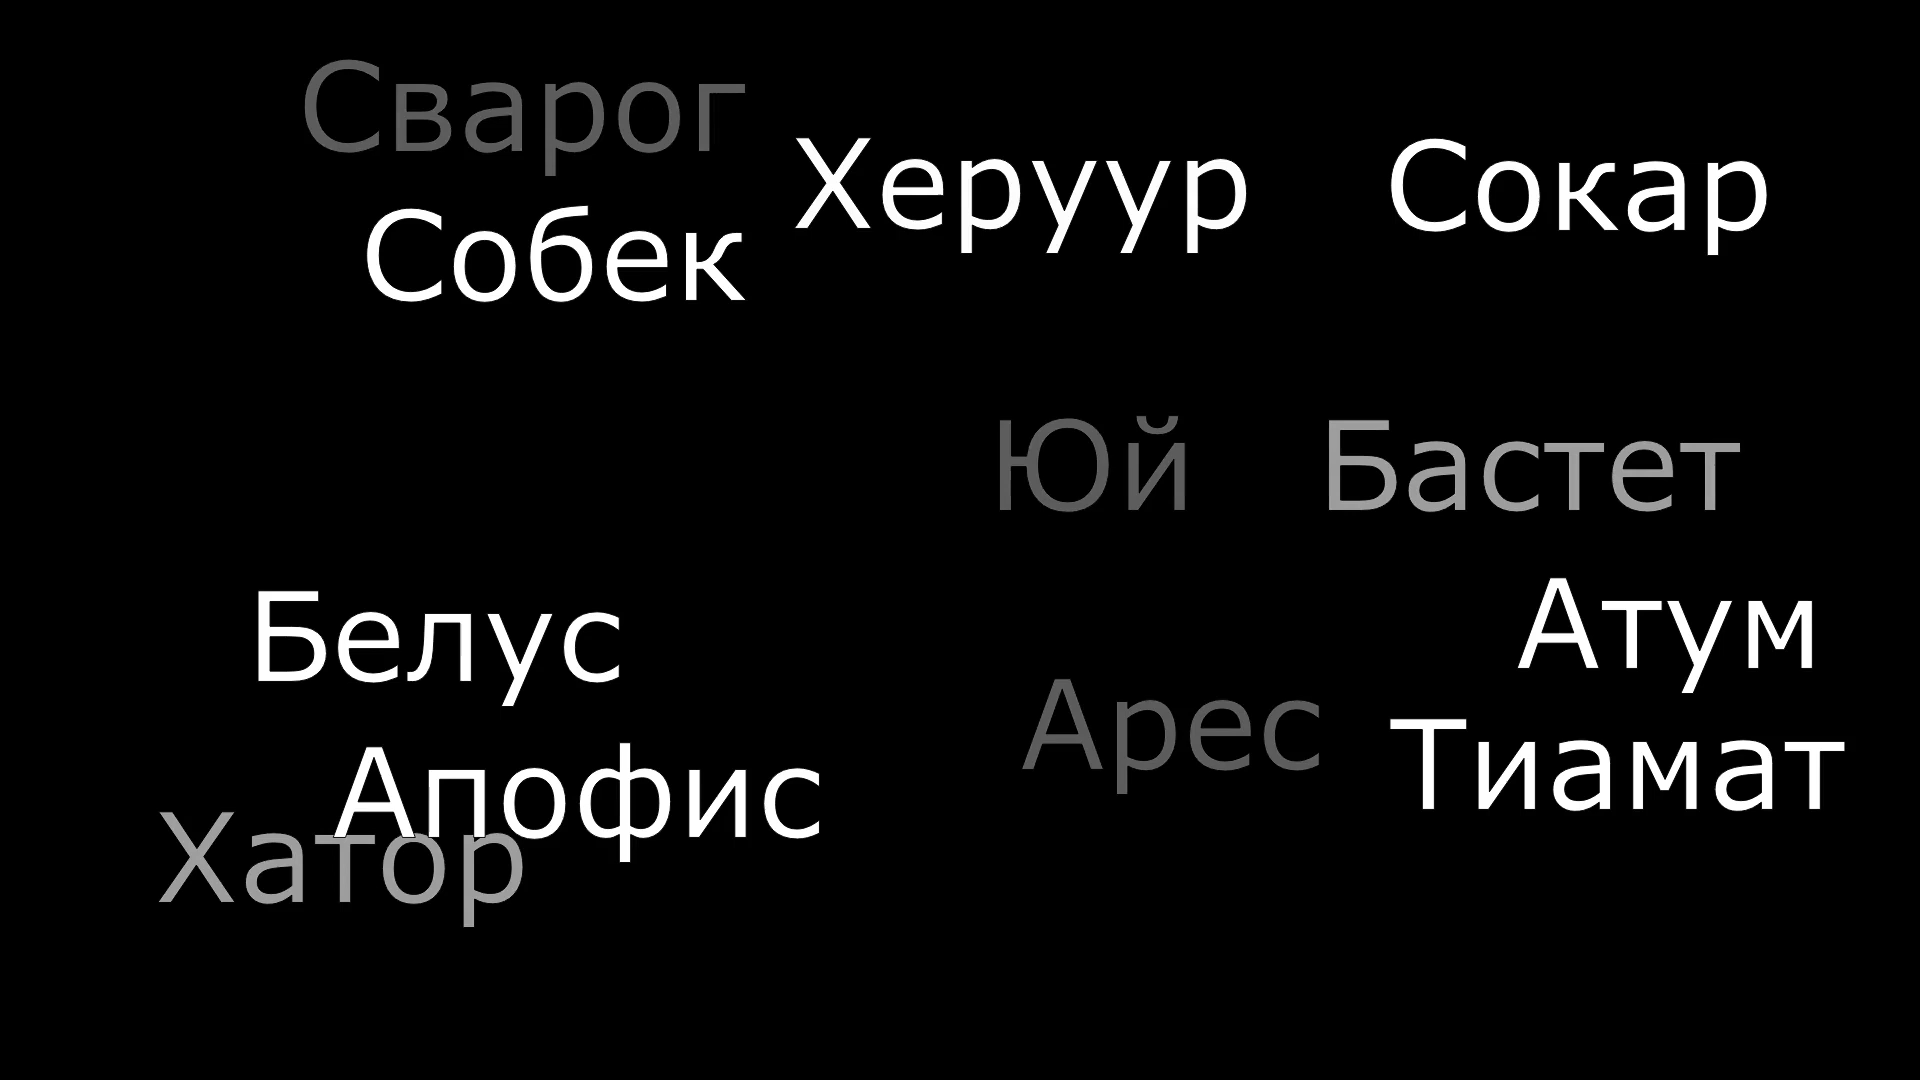 Сварог
Херуур
Сокар
Собек
Юй
Бастет
Белус
Атум
Арес
Тиамат
Апофис
Хатор